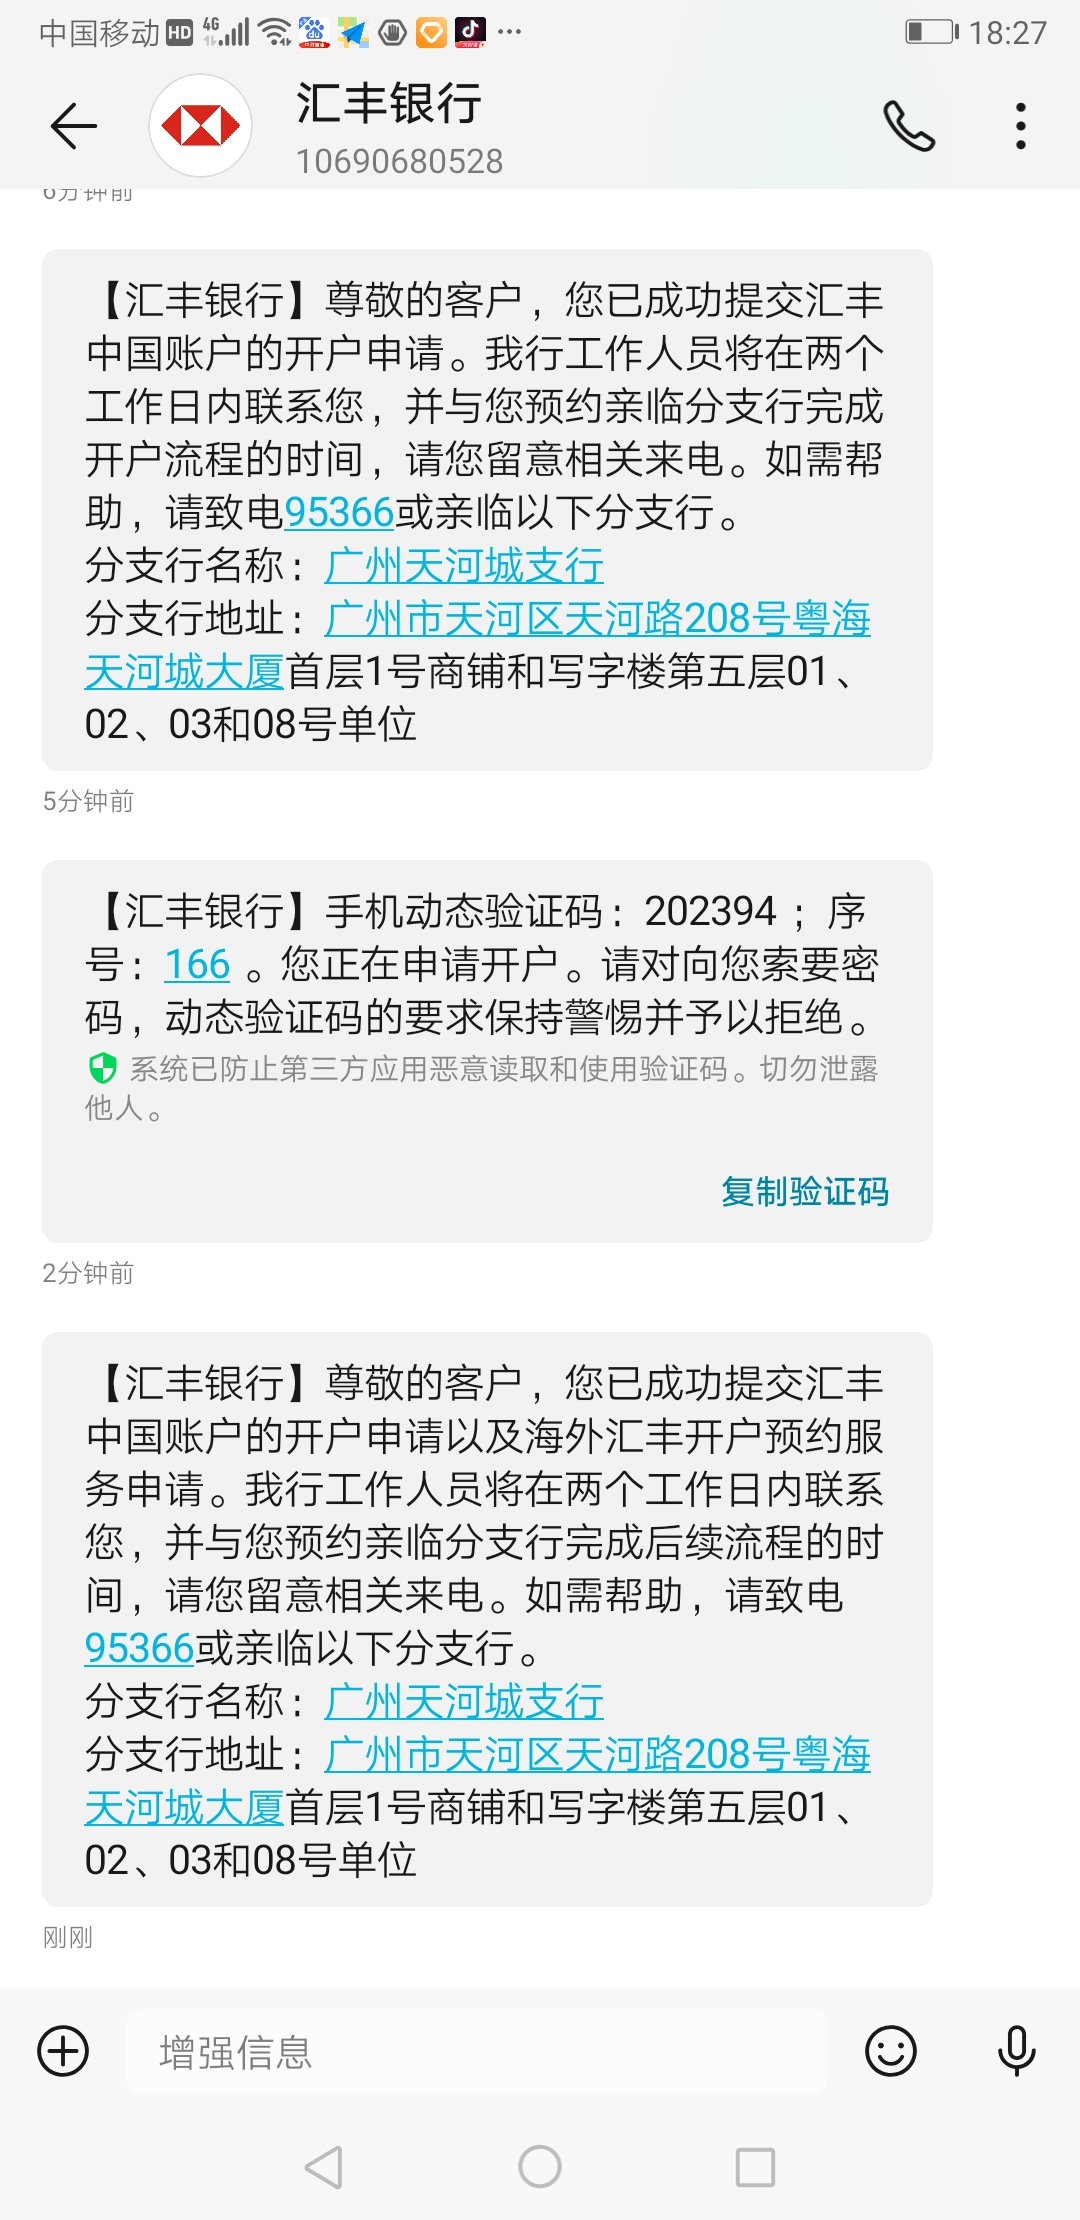 中国移动 HD 4G 18:27
汇丰银行
10690680528
6分钟前
【汇丰银行】尊敬的客户，您已成功提交汇丰
中国账户的开户申请。我行工作人员将在两个
工作日内联系您，并与您预约亲临分支行完成
开户流程的时间，请您留意相关来电。如需帮
助，请致电95366或亲临以下分支行。
分支行名称：广州天河城支行
分支行地址：广州市天河区天河路208号粤海
天河城大厦首层1号商铺和写字楼第五层01、
02、03和08号单位
5分钟前
【汇丰银行】手机动态验证码：202394；序
号：166 。您正在申请开户。请对向您索要密
码，动态验证码的要求保持警惕并予以拒绝。
系统已防止第三方应用恶意读取和使用验证码。切勿泄露
他人。
复制验证码
2分钟前
【汇丰银行】尊敬的客户，您已成功提交汇丰
中国账户的开户申请以及海外汇丰开户预约服
务申请。我行工作人员将在两个工作日内联系
您，并与您预约亲临分支行完成后续流程的时
间，请您留意相关来电。如需帮助，请致电
95366或亲临以下分支行。
分支行名称：广州天河城支行
分支行地址：广州市天河区天河路208号粤海
天河城大厦首层1号商铺和写字楼第五层01、
02、03和08号单位
刚刚
增强信息